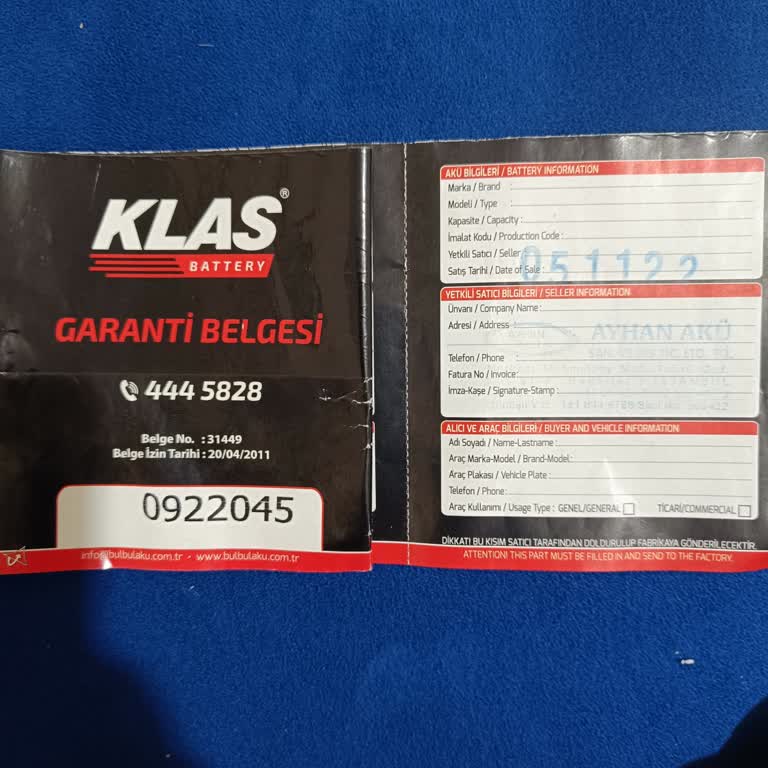 KLAS®
BATTERY
GARANTİ BELGESİ
444 5828
Belge No. : 31449
Belge İzin Tarihi : 20/04/2011
0922045
info@bulbulaku.com.tr • www.bulbulaku.com.tr
AKÜ BİLGİLERİ / BATTERY INFORMATION
Marka / Brand :
Modeli / Type :
Kapasite / Capacity :
İmalat Kodu / Production Code :
Yetkili Satıcı / Seller
Satış Tarihi / Date of Sale :
051122
YETKİLİ SATICI BİLGİLERİ / SELLER INFORMATION
Ünvanı / Company Name :
Adresi / Address :
AYHAN AKÜ
Telefon / Phone :
Fatura No / Invoice :
İmza-Kaşe / Signature-Stamp :
ALICI VE ARAÇ BİLGİLERİ / BUYER AND VEHICLE INFORMATION
Adı Soyadı / Name-Lastname :
Araç Marka-Model / Brand-Model :
Araç Plakası / Vehicle Plate :
Telefon / Phone :
Araç Kullanımı / Usage Type : GENEL/GENERAL TİCARİ/COMMERCIAL
DİKKAT! BU KISIM SATICI TARAFINDAN DOLDURULUP FABRİKAYA GÖNDERİLECEKTİR.
ATTENTION! THIS PART MUST BE FILLED IN AND SEND TO THE FACTORY.